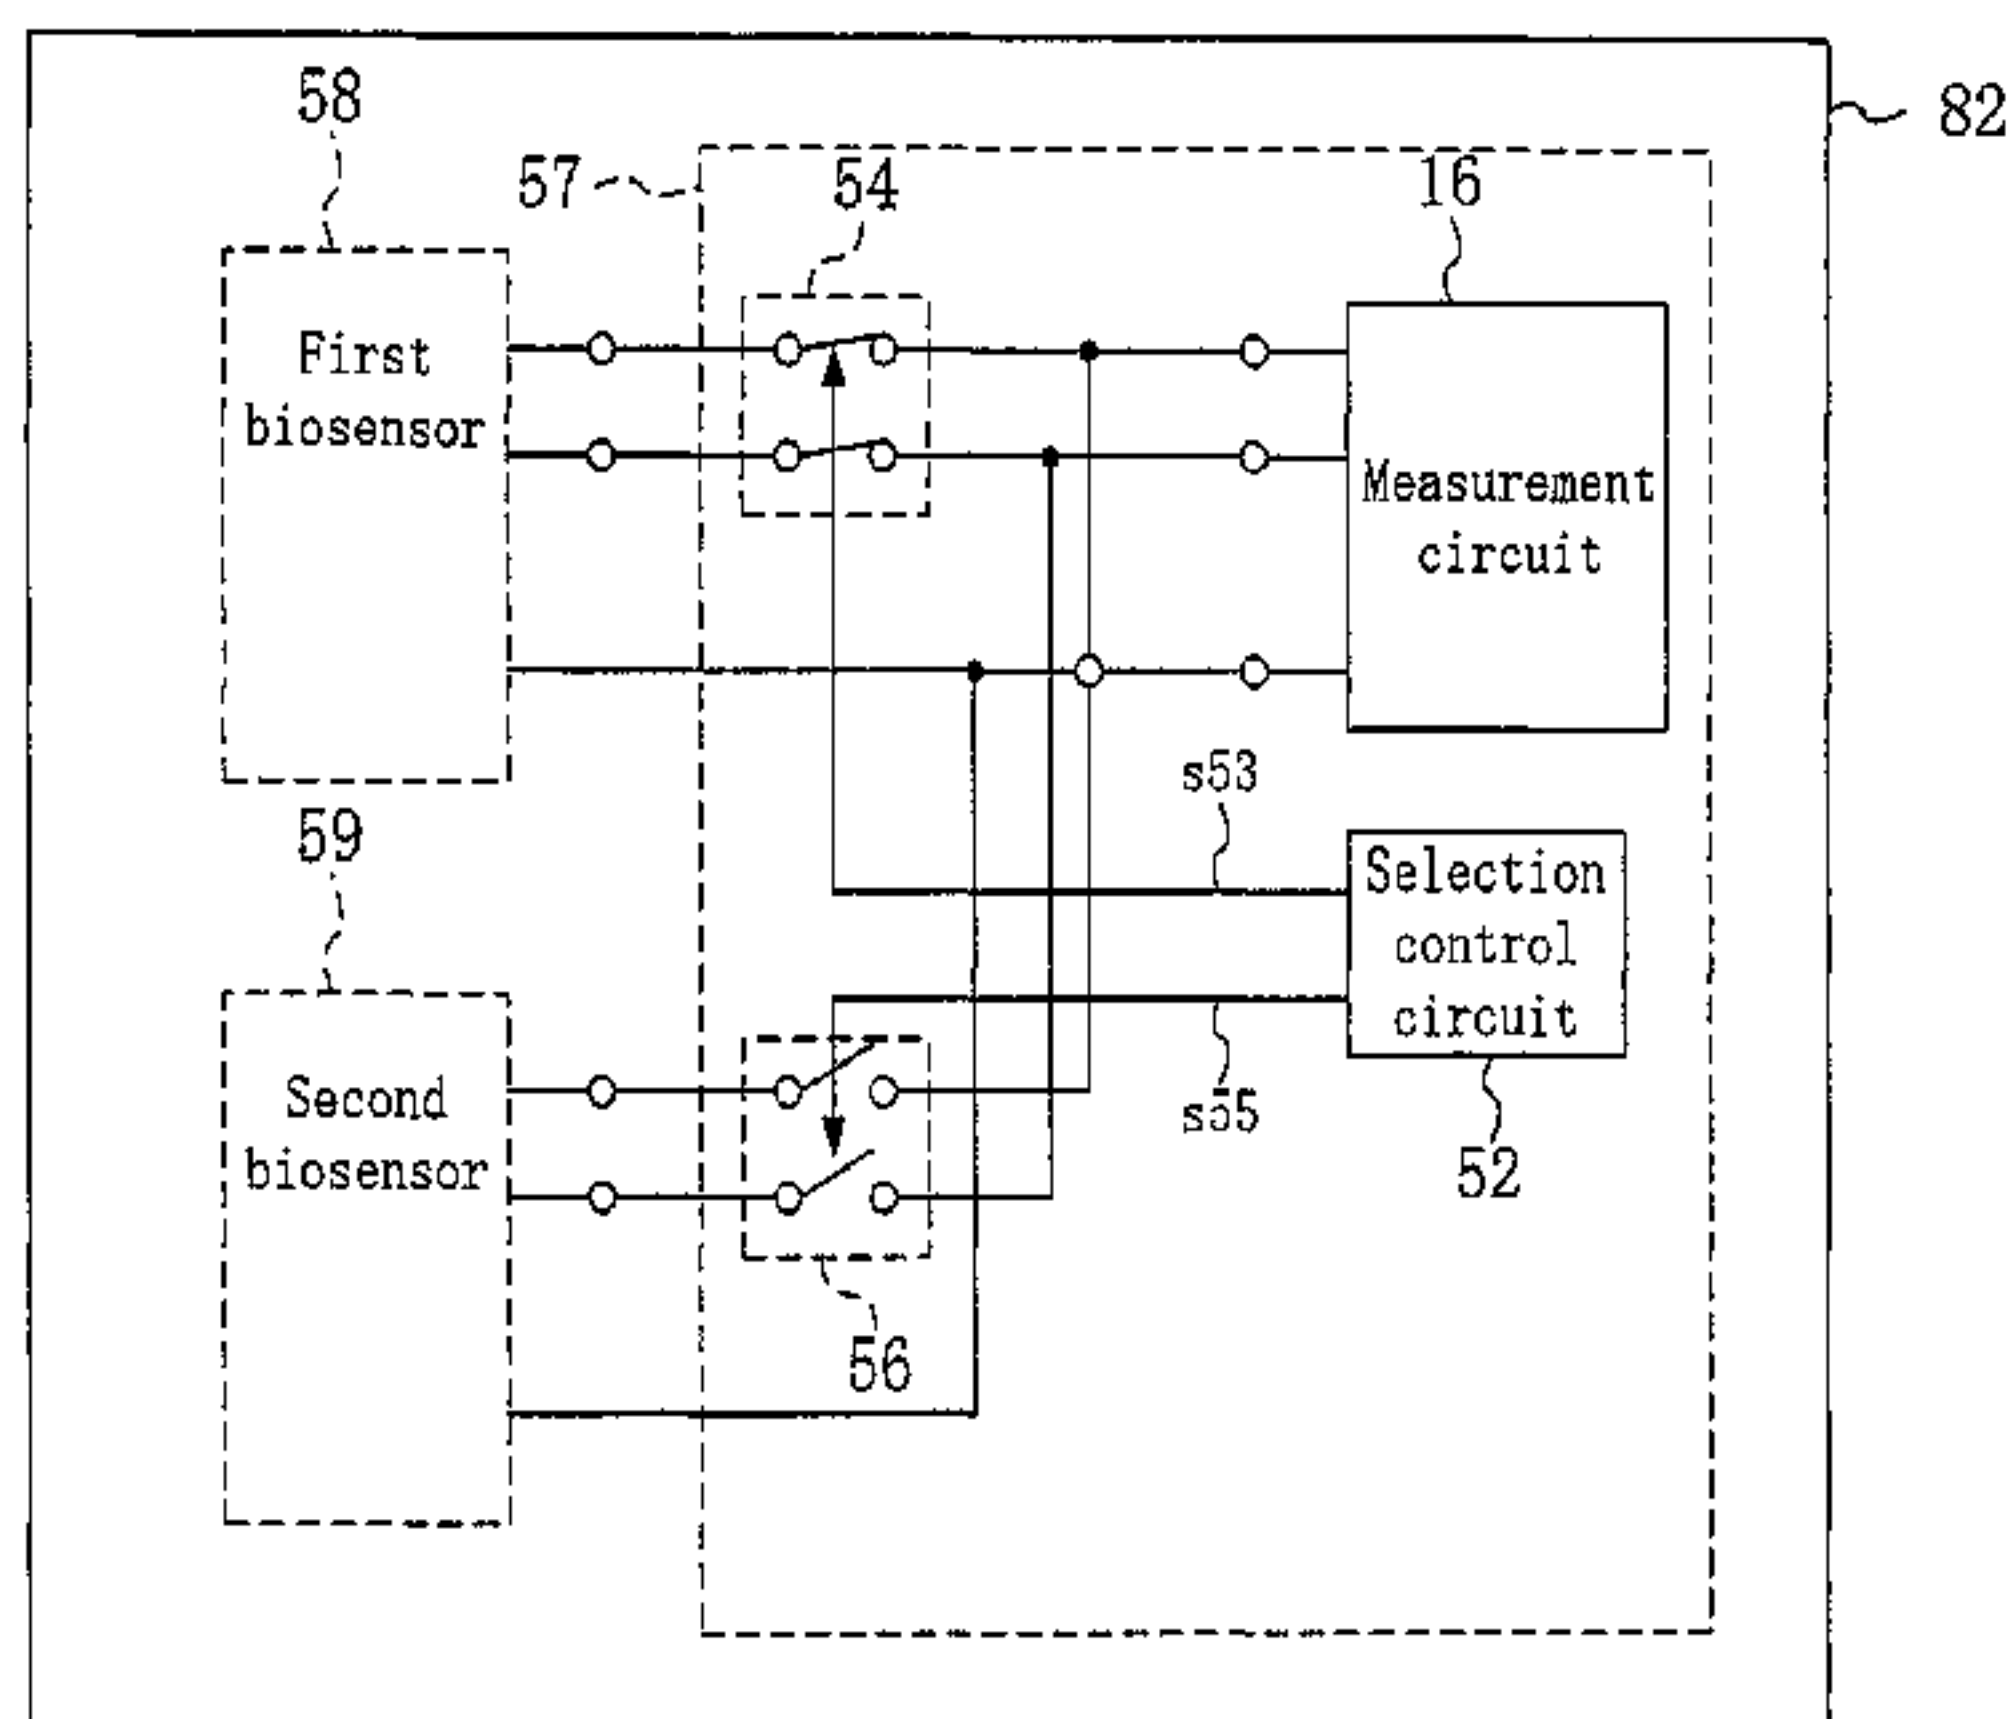 58
82
57
54
16
First
biosensor
Measurement
circuit
s53
59
Selection
control
circuit
Second
biosensor
s55
52
56